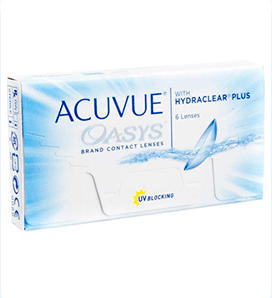 ACUVUE®
OASYS®
BRAND CONTACT LENSES
WITH
HYDRACLEAR® PLUS
6 Lenses
UV BLOCKING